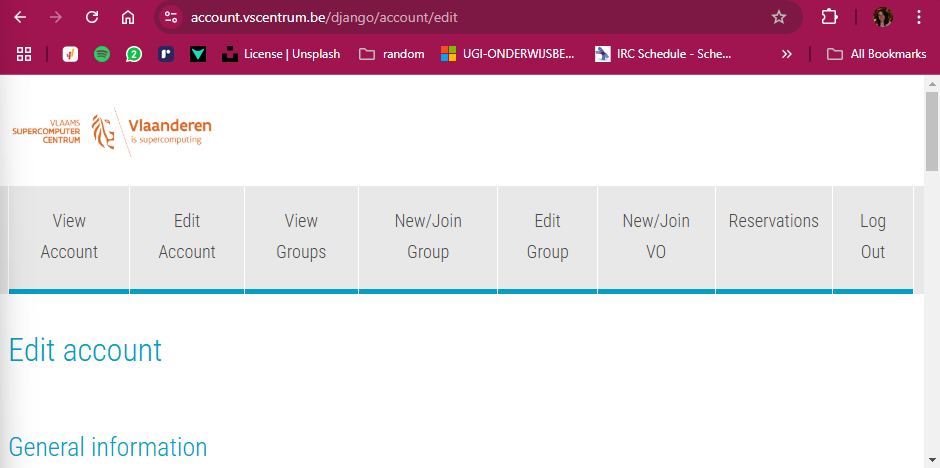 account.vscentrum.be/django/account/edit
License | Unsplash random UGI-ONDERWIJSBE... IRC Schedule - Sche... » All Bookmarks
2
VLAAMS
SUPERCOMPUTER
CENTRUM
Vlaanderen
is supercomputing
View
Account
Edit
Account
View
Groups
New/Join
Group
Edit
Group
New/Join
VO
Reservations
Log
Out
Edit account
General information